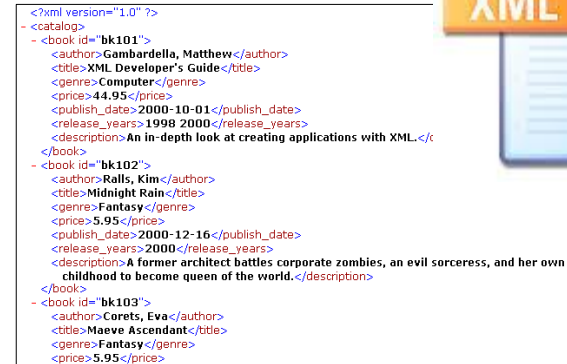 XML
<?xml version="1.0" ?>
- <catalog>
- <book id="bk101">
<author>Gambardella, Matthew</author>
<title>XML Developer's Guide</title>
<genre>Computer</genre>
<price>44.95</price>
<publish_date>2000-10-01</publish_date>
<release_years>1998 2000</release_years>
<description>An in-depth look at creating applications with XML.</
</book>
- <book id="bk102">
<author>Ralls, Kim</author>
<title>Midnight Rain</title>
<genre>Fantasy</genre>
<price>5.95</price>
<publish_date>2000-12-16</publish_date>
<release_years>2000</release_years>
<description>A former architect battles corporate zombies, an evil sorceress, and her own
childhood to become queen of the world.</description>
</book>
- <book id="bk103">
<author>Corets, Eva</author>
<title>Maeve Ascendant</title>
<genre>Fantasy</genre>
<price>5.95</price>